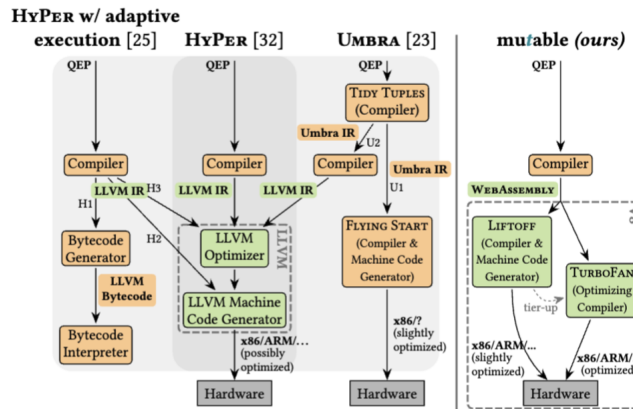 HYPER w/ adaptive
execution [25]
HYPER [32]
UMBRA [23]
mutable (ours)
QEP
QEP
QEP
QEP
TIDY TUPLES
(Compiler)
Umbra IR
U2
Compiler
Compiler
Compiler
Compiler
Umbra IR
U1
LLVM IR
H3
LLVM IR
LLVM IR
WEBASSEMBLY
H1
H2
Bytecode
Generator
LLVM
Optimizer
LLVM
FLYING START
(Compiler &
Machine Code
Generator)
LIFTOFF
(Compiler &
Machine Code
Generator)
TURBOFAN
(Optimizing
Compiler)
tier-up
LLVM
Bytecode
LLVM Machine
Code Generator
Bytecode
Interpreter
x86/ARM/…
(possibly
optimized)
x86/?
(slightly
optimized)
x86/ARM/...
(slightly
optimized)
x86/ARM/
(optimized
Hardware
Hardware
Hardware